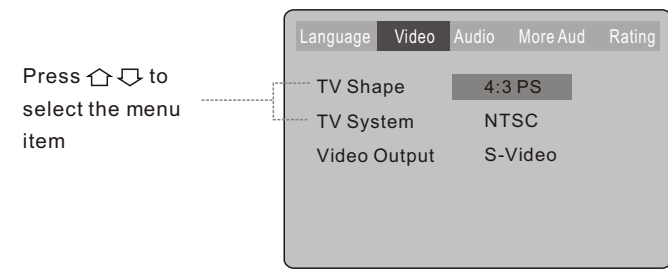 Language Video Audio More Aud Rating
Press ⇧ ⇩ to
select the menu
item
TV Shape 4:3 PS
TV System NTSC
Video Output S-Video